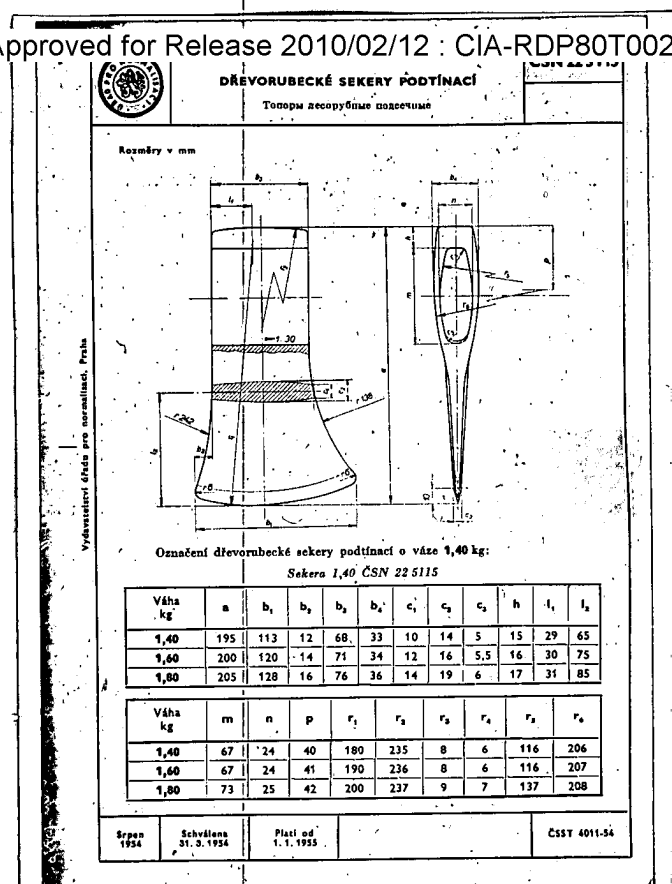 Approved for Release 2010/02/12 : CIA-RDP80T002
ČSN 22 5115
DŘEVORUBECKÉ SEKERY PODTÍNACÍ
Топоры лесорубные подсечные
Rozměry v mm
1:30
r 242
r 138
Vydavatelství Úřadu pro normalisaci, Praha
Označení dřevorubecké sekery podtínací o váze 1,40 kg:
Sekera 1,40 ČSN 22 5115
Váha kg a b₁ b₂ b₃ b₄ c₁ c₂ c₃ h l₁ l₂
1,40 195 113 12 68 33 10 14 5 15 29 65
1,60 200 120 14 71 34 12 16 5,5 16 30 75
1,80 205 128 16 76 36 14 19 6 17 31 85
Váha kg m n p r₁ r₂ r₃ r₄ r₅ r₆
1,40 67 24 40 180 235 8 6 116 206
1,60 67 24 41 190 236 8 6 116 207
1,80 73 25 42 200 237 9 7 137 208
Srpen 1954
Schválena 31. 3. 1954
Platí od 1. 1. 1955
ČSST 4011-54